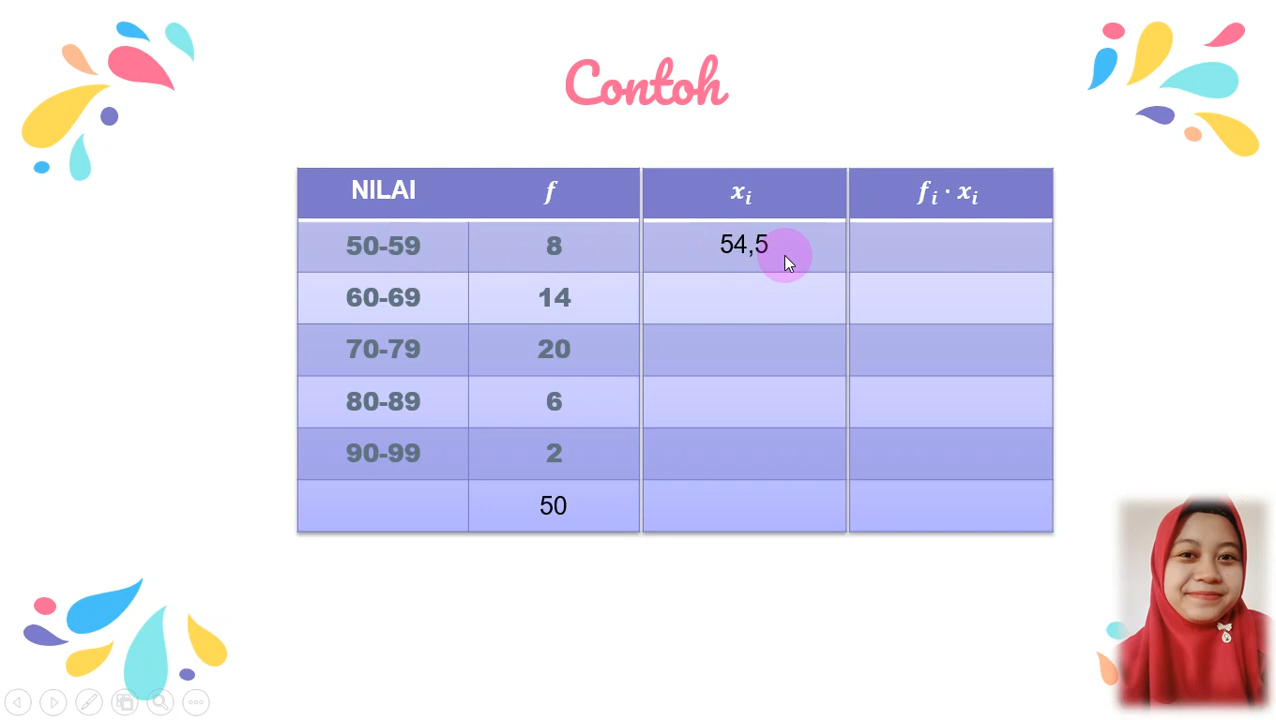 Contoh
NILAI f xᵢ fᵢ · xᵢ
50-59 8 54,5
60-69 14
70-79 20
80-89 6
90-99 2
50